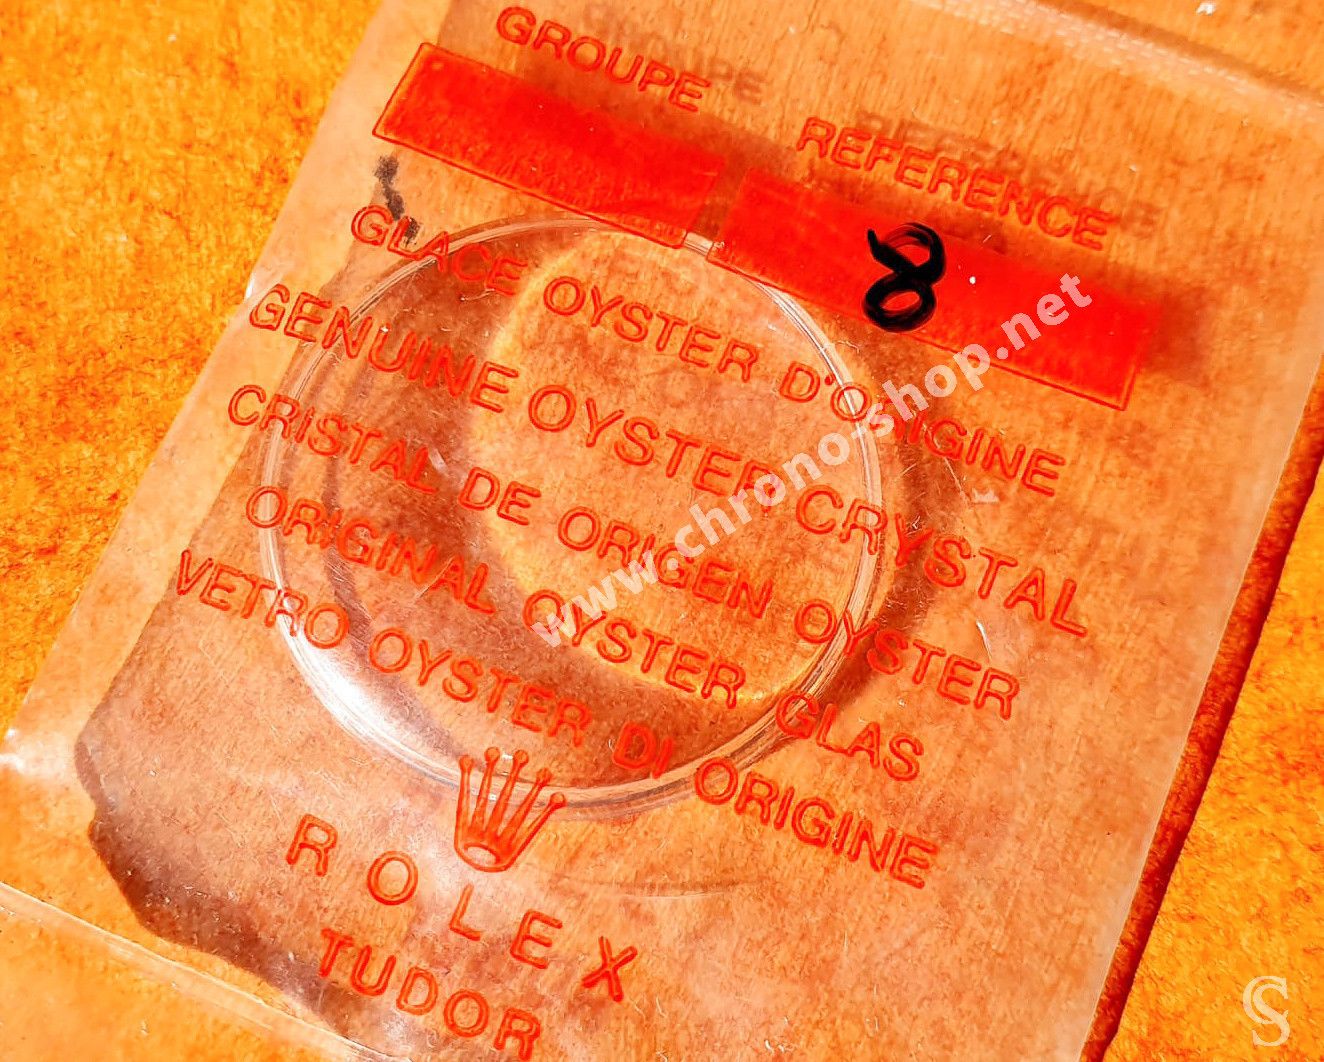 GROUPE
REFERENCE
8
GLACE OYSTER D'ORIGINE
GENUINE OYSTER CRYSTAL
CRISTAL DE ORIGEN OYSTER
ORIGINAL OYSTER GLAS
VETRO OYSTER DI ORIGINE
ROLEX
TUDOR
www.chrono-shop.net